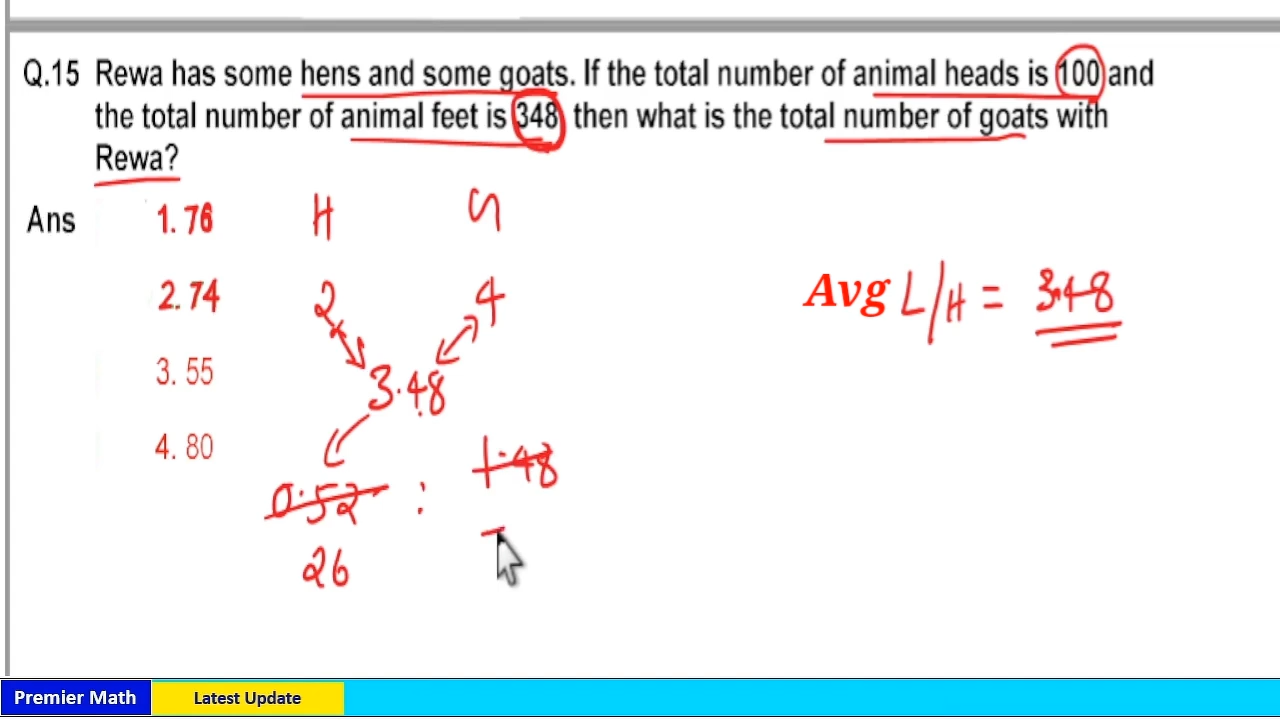 Q.15 Rewa has some hens and some goats. If the total number of animal heads is 100 and
the total number of animal feet is 348, then what is the total number of goats with
Rewa?
Ans 1. 76 H G
2. 74 2 4
Avg L/H = 3.48
3. 55 3.48
4. 80
0.52 : 1.48
26
Premier Math Latest Update